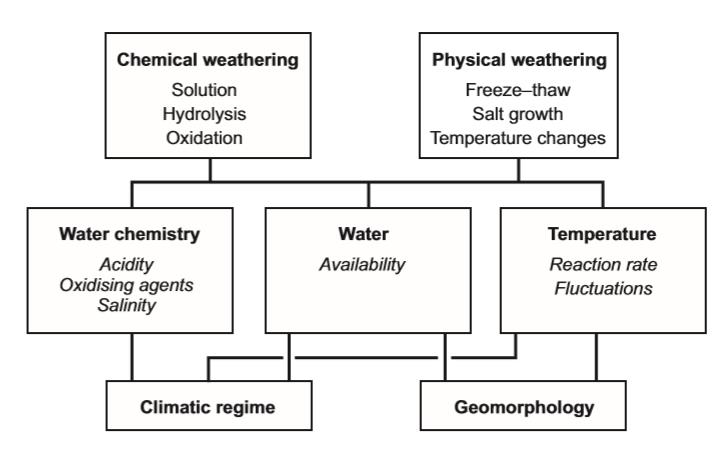 Chemical weathering
Solution
Hydrolysis
Oxidation
Physical weathering
Freeze–thaw
Salt growth
Temperature changes
Water chemistry
Acidity
Oxidising agents
Salinity
Water
Availability
Temperature
Reaction rate
Fluctuations
Climatic regime
Geomorphology